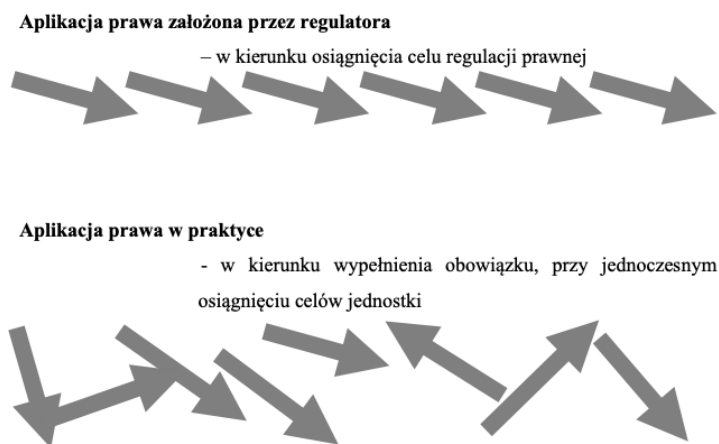 Aplikacja prawa założona przez regulatora
– w kierunku osiągnięcia celu regulacji prawnej
Aplikacja prawa w praktyce
- w kierunku wypełnienia obowiązku, przy jednoczesnym
osiągnięciu celów jednostki